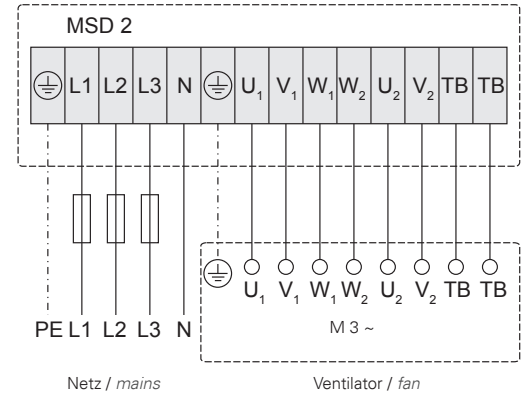 MSD 2
L1 L2 L3 N U₁ V₁ W₁ W₂ U₂ V₂ TB TB
U₁ V₁ W₁ W₂ U₂ V₂ TB TB
PE L1 L2 L3 N M 3 ~
Netz / mains Ventilator / fan